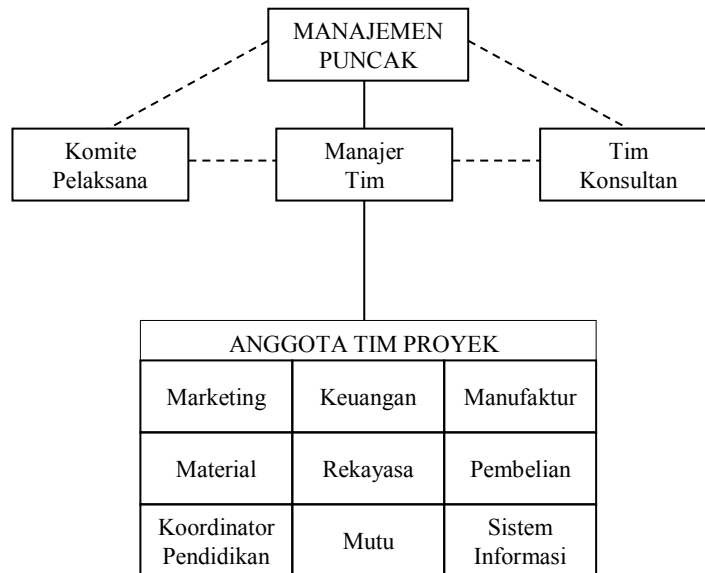 MANAJEMEN
PUNCAK
Komite
Pelaksana
Manajer
Tim
Tim
Konsultan
ANGGOTA TIM PROYEK
Marketing
Keuangan
Manufaktur
Material
Rekayasa
Pembelian
Koordinator
Pendidikan
Mutu
Sistem
Informasi